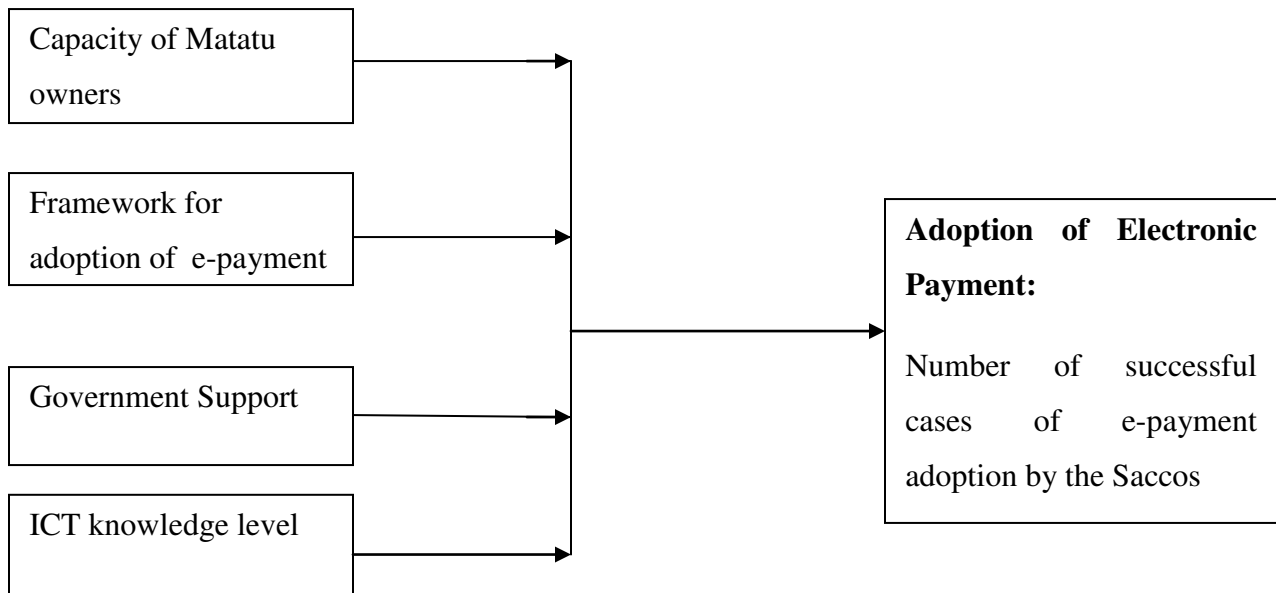 Capacity of Matatu
owners
Framework for
adoption of e-payment
Government Support
ICT knowledge level
Adoption of Electronic
Payment:
Number of successful
cases of e-payment
adoption by the Saccos